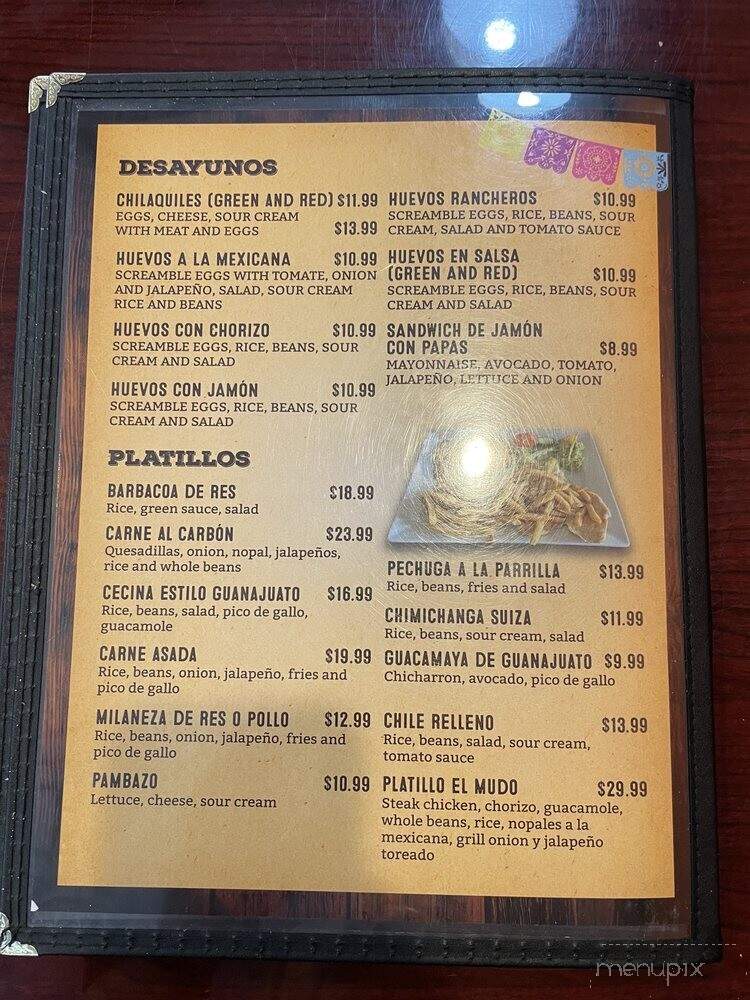 DESAYUNOS
CHILAQUILES (GREEN AND RED) $11.99
EGGS, CHEESE, SOUR CREAM
WITH MEAT AND EGGS $13.99
HUEVOS A LA MEXICANA $10.99
SCREAMBLE EGGS WITH TOMATE, ONION
AND JALAPEÑO, SALAD, SOUR CREAM
RICE AND BEANS
HUEVOS CON CHORIZO $10.99
SCREAMBLE EGGS, RICE, BEANS, SOUR
CREAM AND SALAD
HUEVOS CON JAMÓN $10.99
SCREAMBLE EGGS, RICE, BEANS, SOUR
CREAM AND SALAD
HUEVOS RANCHEROS $10.99
SCREAMBLE EGGS, RICE, BEANS, SOUR
CREAM, SALAD AND TOMATO SAUCE
HUEVOS EN SALSA
(GREEN AND RED) $10.99
SCREAMBLE EGGS, RICE, BEANS, SOUR
CREAM AND SALAD
SANDWICH DE JAMÓN
CON PAPAS $8.99
MAYONNAISE, AVOCADO, TOMATO,
JALAPEÑO, LETTUCE AND ONION
PLATILLOS
BARBACOA DE RES $18.99
Rice, green sauce, salad
CARNE AL CARBÓN $23.99
Quesadillas, onion, nopal, jalapeños,
rice and whole beans
CECINA ESTILO GUANAJUATO $16.99
Rice, beans, salad, pico de gallo,
guacamole
CARNE ASADA $19.99
Rice, beans, onion, jalapeño, fries and
pico de gallo
MILANEZA DE RES O POLLO $12.99
Rice, beans, onion, jalapeño, fries and
pico de gallo
PAMBAZO $10.99
Lettuce, cheese, sour cream
PECHUGA A LA PARRILLA $13.99
Rice, beans, fries and salad
CHIMICHANGA SUIZA $11.99
Rice, beans, sour cream, salad
GUACAMAYA DE GUANAJUATO $9.99
Chicharron, avocado, pico de gallo
CHILE RELLENO $13.99
Rice, beans, salad, sour cream,
tomato sauce
PLATILLO EL MUDO $29.99
Steak chicken, chorizo, guacamole,
whole beans, rice, nopales a la
mexicana, grill onion y jalapeño
toreado
menupix